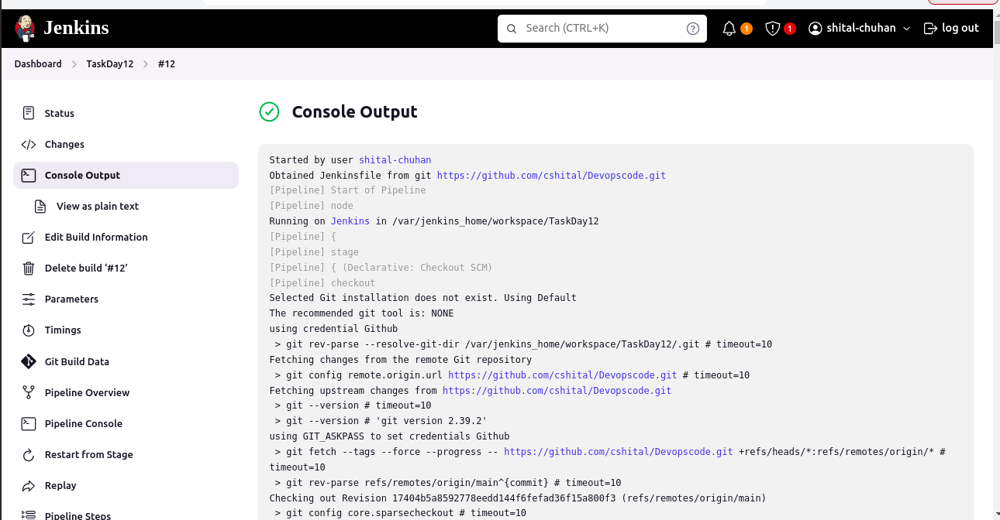 Jenkins
Search (CTRL+K)
1
1
shital-chuhan
log out
Dashboard
TaskDay12
#12
Status
Changes
Console Output
View as plain text
Edit Build Information
Delete build ‘#12’
Parameters
Timings
Git Build Data
Pipeline Overview
Pipeline Console
Restart from Stage
Replay
Pipeline Steps
Console Output
Started by user shital-chuhan
Obtained Jenkinsfile from git https://github.com/cshital/Devopscode.git
[Pipeline] Start of Pipeline
[Pipeline] node
Running on Jenkins in /var/jenkins_home/workspace/TaskDay12
[Pipeline] {
[Pipeline] stage
[Pipeline] { (Declarative: Checkout SCM)
[Pipeline] checkout
Selected Git installation does not exist. Using Default
The recommended git tool is: NONE
using credential Github
> git rev-parse --resolve-git-dir /var/jenkins_home/workspace/TaskDay12/.git # timeout=10
Fetching changes from the remote Git repository
> git config remote.origin.url https://github.com/cshital/Devopscode.git # timeout=10
Fetching upstream changes from https://github.com/cshital/Devopscode.git
> git --version # timeout=10
> git --version # 'git version 2.39.2'
using GIT_ASKPASS to set credentials Github
> git fetch --tags --force --progress -- https://github.com/cshital/Devopscode.git +refs/heads/*:refs/remotes/origin/* #
timeout=10
> git rev-parse refs/remotes/origin/main^{commit} # timeout=10
Checking out Revision 17404b5a8592778eedd144f6fefad36f15a800f3 (refs/remotes/origin/main)
> git config core.sparsecheckout # timeout=10